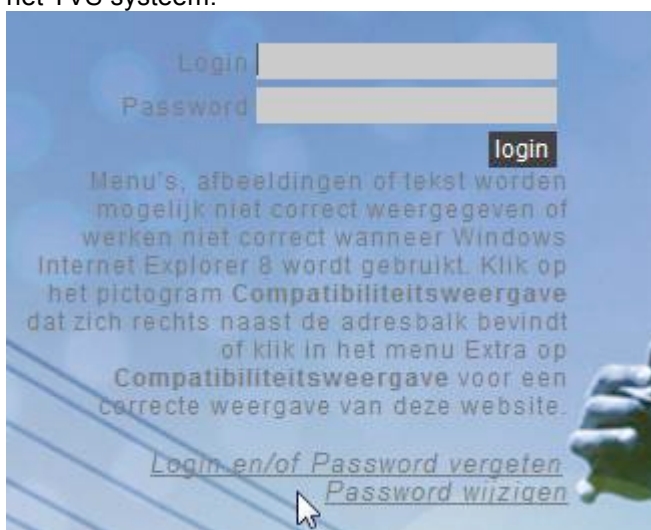 het TVS systeem.
Login
Password
login
Menu's, afbeeldingen of tekst worden
mogelijk niet correct weergegeven of
werken niet correct wanneer Windows
Internet Explorer 8 wordt gebruikt. Klik op
het pictogram Compatibiliteitsweergave
dat zich rechts naast de adresbalk bevindt
of klik in het menu Extra op
Compatibiliteitsweergave voor een
correcte weergave van deze website.
Login en/of Password vergeten
Password wijzigen